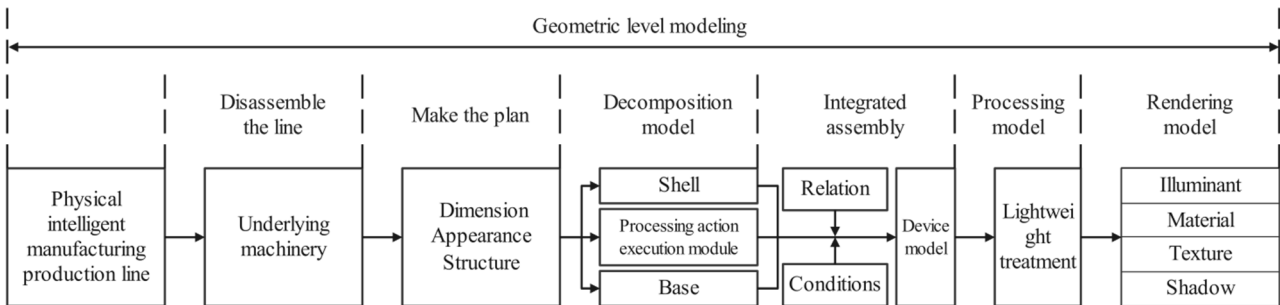 Geometric level modeling
Disassemble
the line
Make the plan
Decomposition
model
Integrated
assembly
Processing
model
Rendering
model
Physical
intelligent
manufacturing
production line
Underlying
machinery
Dimension
Appearance
Structure
Shell
Processing action
execution module
Base
Relation
Conditions
Device
model
Lightwei
ght
treatment
Illuminant
Material
Texture
Shadow